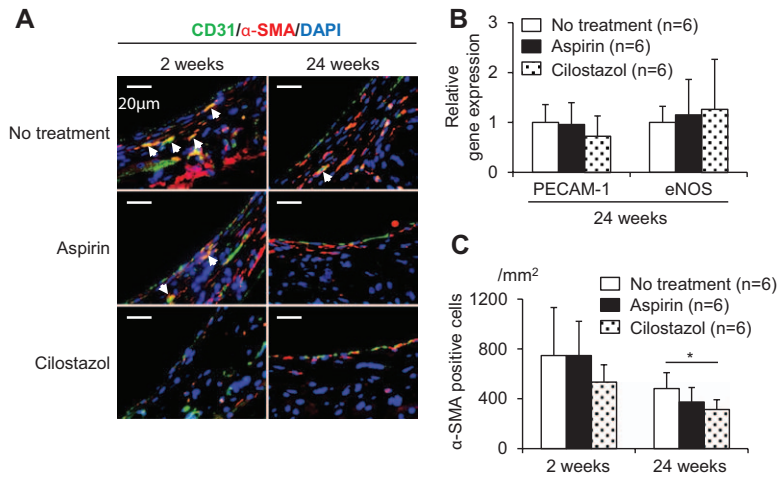 A
CD31/α-SMA/DAPI
2 weeks
24 weeks
20μm
No treatment
Aspirin
Cilostazol
B
No treatment (n=6)
Aspirin (n=6)
Cilostazol (n=6)
Relative
gene expression
3
2
1
0
PECAM-1
eNOS
24 weeks
C
/mm²
No treatment (n=6)
Aspirin (n=6)
Cilostazol (n=6)
α-SMA positive cells
1200
800
400
0
*
2 weeks
24 weeks